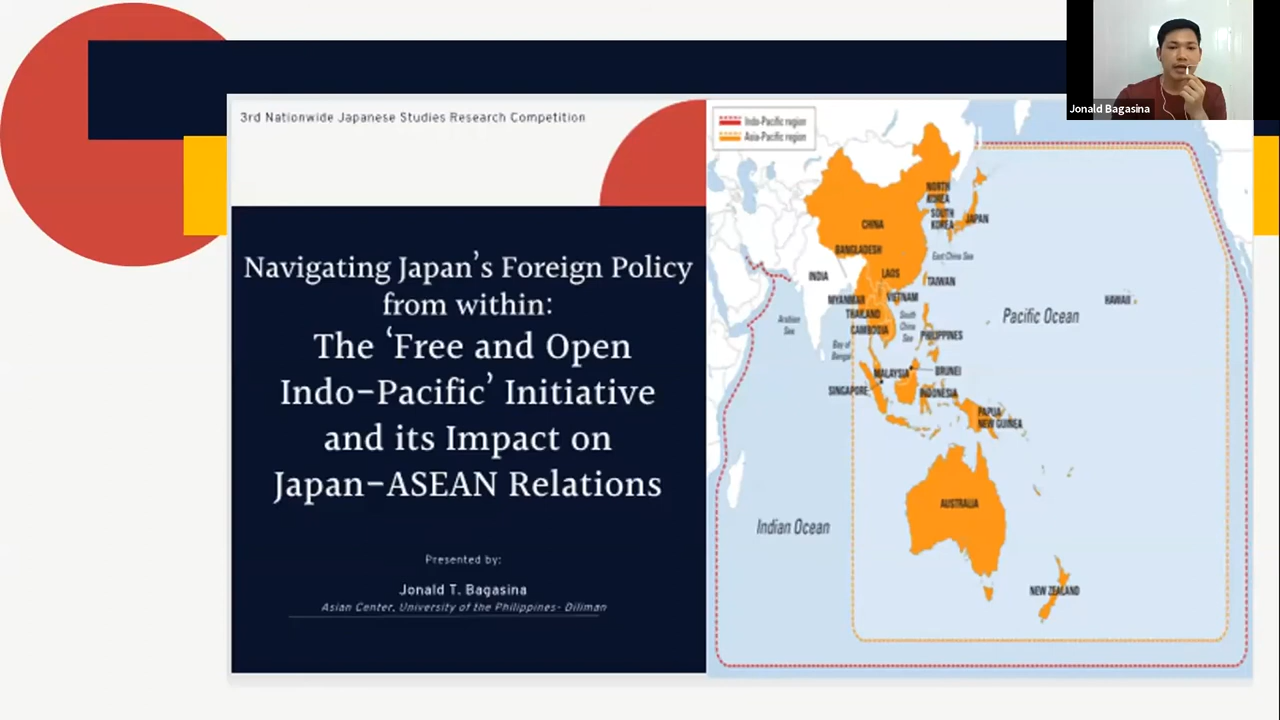 3rd Nationwide Japanese Studies Research Competition
Navigating Japan's Foreign Policy
from within:
The ‘Free and Open
Indo-Pacific’ Initiative
and its Impact on
Japan-ASEAN Relations
Presented by:
Jonald T. Bagasina
Asian Center, University of the Philippines- Diliman
Indo-Pacific region
Asia-Pacific region
NORTH
KOREA
SOUTH
KOREA
JAPAN
CHINA
BANGLADESH
East China Sea
INDIA
LAOS
TAIWAN
MYANMAR
VIETNAM
HAWAII
THAILAND
Pacific Ocean
Arabian
Sea
South
China
Sea
CAMBODIA
PHILIPPINES
Bay of
Bengal
MALAYSIA
BRUNEI
SINGAPORE
INDONESIA
PAPUA
NEW GUINEA
AUSTRALIA
Indian Ocean
NEW ZEALAND
Jonald Bagasina